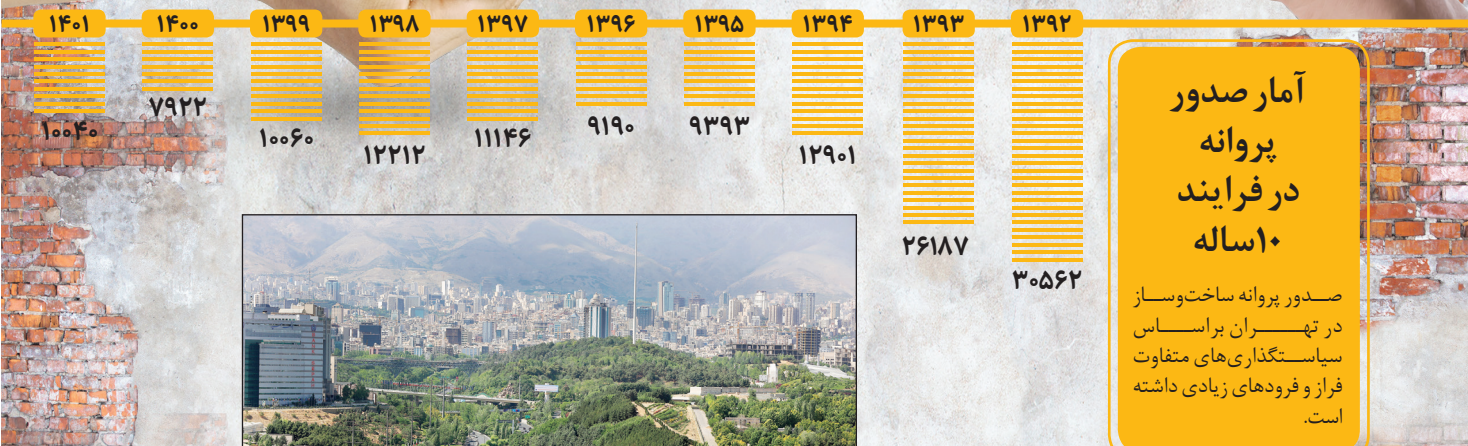 آمار صدور
پروانه
در فرایند
۱۰ساله
صدور پروانه ساخت‌وساز
در تهران براساس
سیاستگذاری‌های متفاوت
فراز و فرودهای زیادی داشته
است.
۱۳۹۲ ۱۳۹۳ ۱۳۹۴ ۱۳۹۵ ۱۳۹۶ ۱۳۹۷ ۱۳۹۸ ۱۳۹۹ ۱۴۰۰ ۱۴۰۱
۳۰۵۶۲ ۲۶۱۸۷ ۱۲۹۰۱ ۹۳۹۳ ۹۱۹۰ ۱۱۱۴۶ ۱۲۲۱۲ ۱۰۰۶۰ ۷۹۲۲ ۱۰۰۴۰